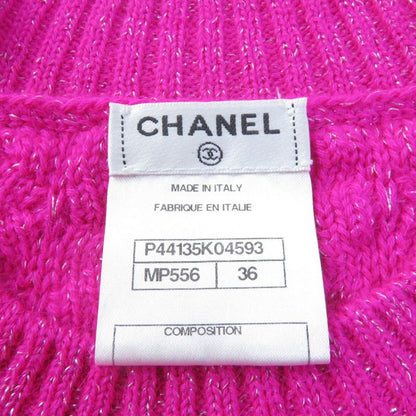 CHANEL
MADE IN ITALY
FABRIQUE EN ITALIE
P44135K04593
MP556 36
COMPOSITION